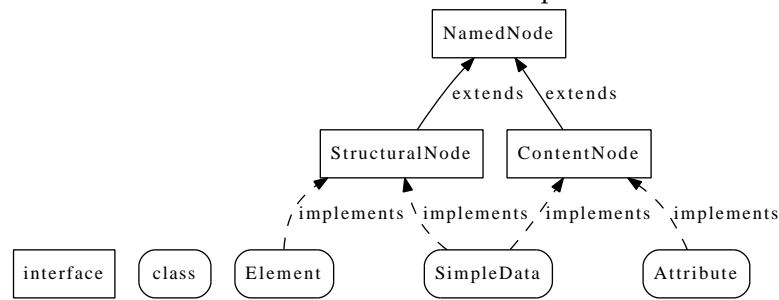 NamedNode
extends extends
StructuralNode ContentNode
implements implements implements implements
interface class Element SimpleData Attribute